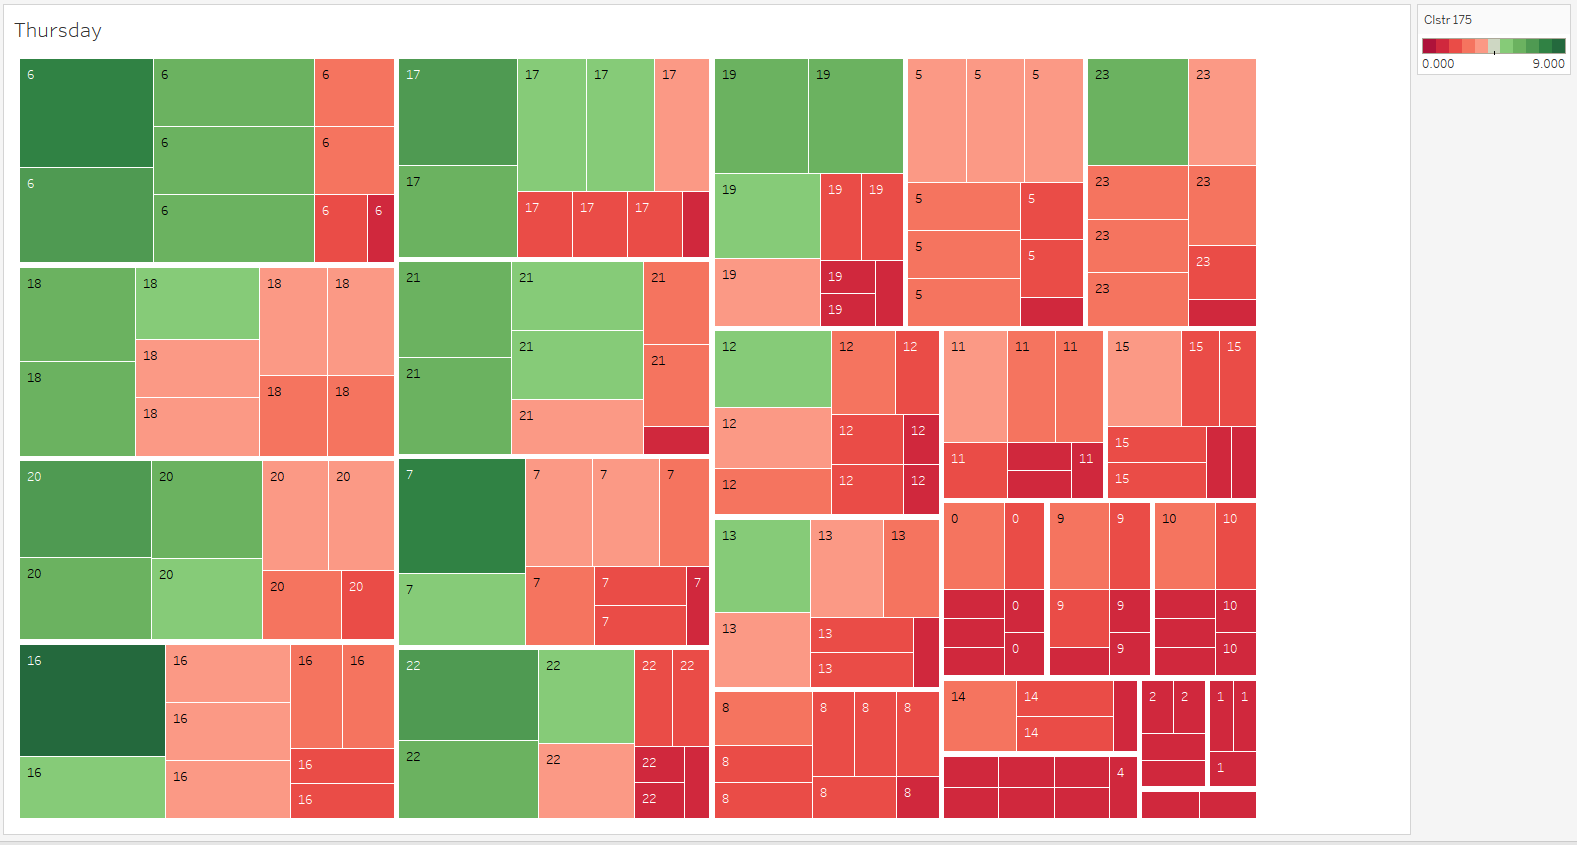 Thursday
Clstr 175
0.000 9.000
6 6 6
6
6 6
6 6 6
17 17 17 17
17
17 17 17
19 19
19 19 19
19 19
19
5 5 5
5 5
5 5
5
23 23
23 23
23
23
23
18 18 18 18
18
18 18 18
18
21 21 21
21 21
21
21
12 12 12
12 12 12
12 12 12
11 11 11
11 11
15 15 15
15
15
20 20 20 20
20 20 20 20
7 7 7 7
7 7 7 7
7
13 13 13
13 13
13
0 0
0
0
9 9
9 9
9
10 10
10
10
16 16 16 16
16
16 16
16 16
22 22 22 22
22 22 22
22
8 8 8 8
8
8 8 8
14 14
14
2 2
1 1
1
4